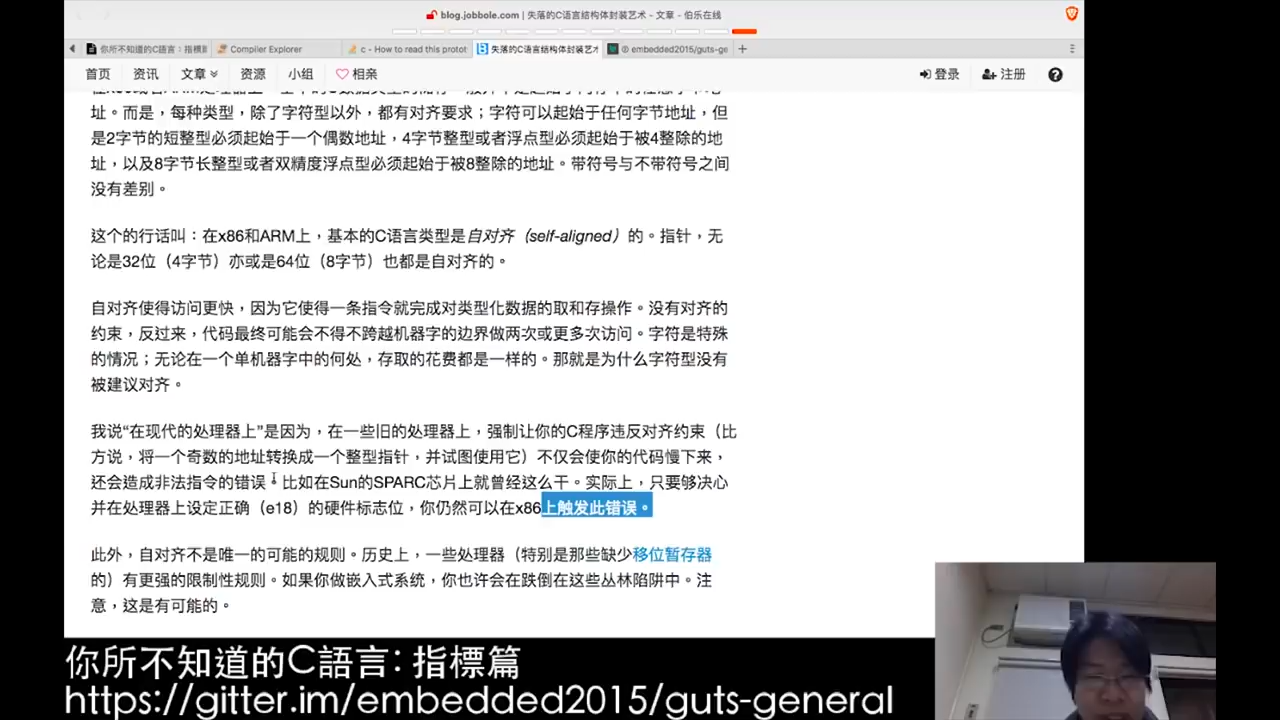 blog.jobbole.com | 失落的C语言结构体封装艺术 - 文章 - 伯乐在线
你所不知道的C語言：指標
Compiler Explorer
c - How to read this protot
失落的C语言结构体封装艺术
embedded2015/guts-ge
首页 资讯 文章 资源 小组 相亲 登录 注册
址。而是，每种类型，除了字符型以外，都有对齐要求；字符可以起始于任何字节地址，但
是2字节的短整型必须起始于一个偶数地址，4字节整型或者浮点型必须起始于被4整除的地
址，以及8字节长整型或者双精度浮点型必须起始于被8整除的地址。带符号与不带符号之间
没有差别。
这个的行话叫：在x86和ARM上，基本的C语言类型是自对齐（self-aligned）的。指针，无
论是32位（4字节）亦或是64位（8字节）也都是自对齐的。
自对齐使得访问更快，因为它使得一条指令就完成对类型化数据的取和存操作。没有对齐的
约束，反过来，代码最终可能会不得不跨越机器字的边界做两次或更多次访问。字符是特殊
的情况；无论在一个单机器字中的何处，存取的花费都是一样的。那就是为什么字符型没有
被建议对齐。
我说“在现代的处理器上”是因为，在一些旧的处理器上，强制让你的C程序违反对齐约束（比
方说，将一个奇数的地址转换成一个整型指针，并试图使用它）不仅会使你的代码慢下来，
还会造成非法指令的错误。比如在Sun的SPARC芯片上就曾经这么干。实际上，只要够决心
并在处理器上设定正确（e18）的硬件标志位，你仍然可以在x86上触发此错误。
此外，自对齐不是唯一的可能的规则。历史上，一些处理器（特别是那些缺少移位暂存器
的）有更强的限制性规则。如果你做嵌入式系统，你也许会在跌倒在这些丛林陷阱中。注
意，这是有可能的。
你所不知道的C語言: 指標篇
https://gitter.im/embedded2015/guts-general